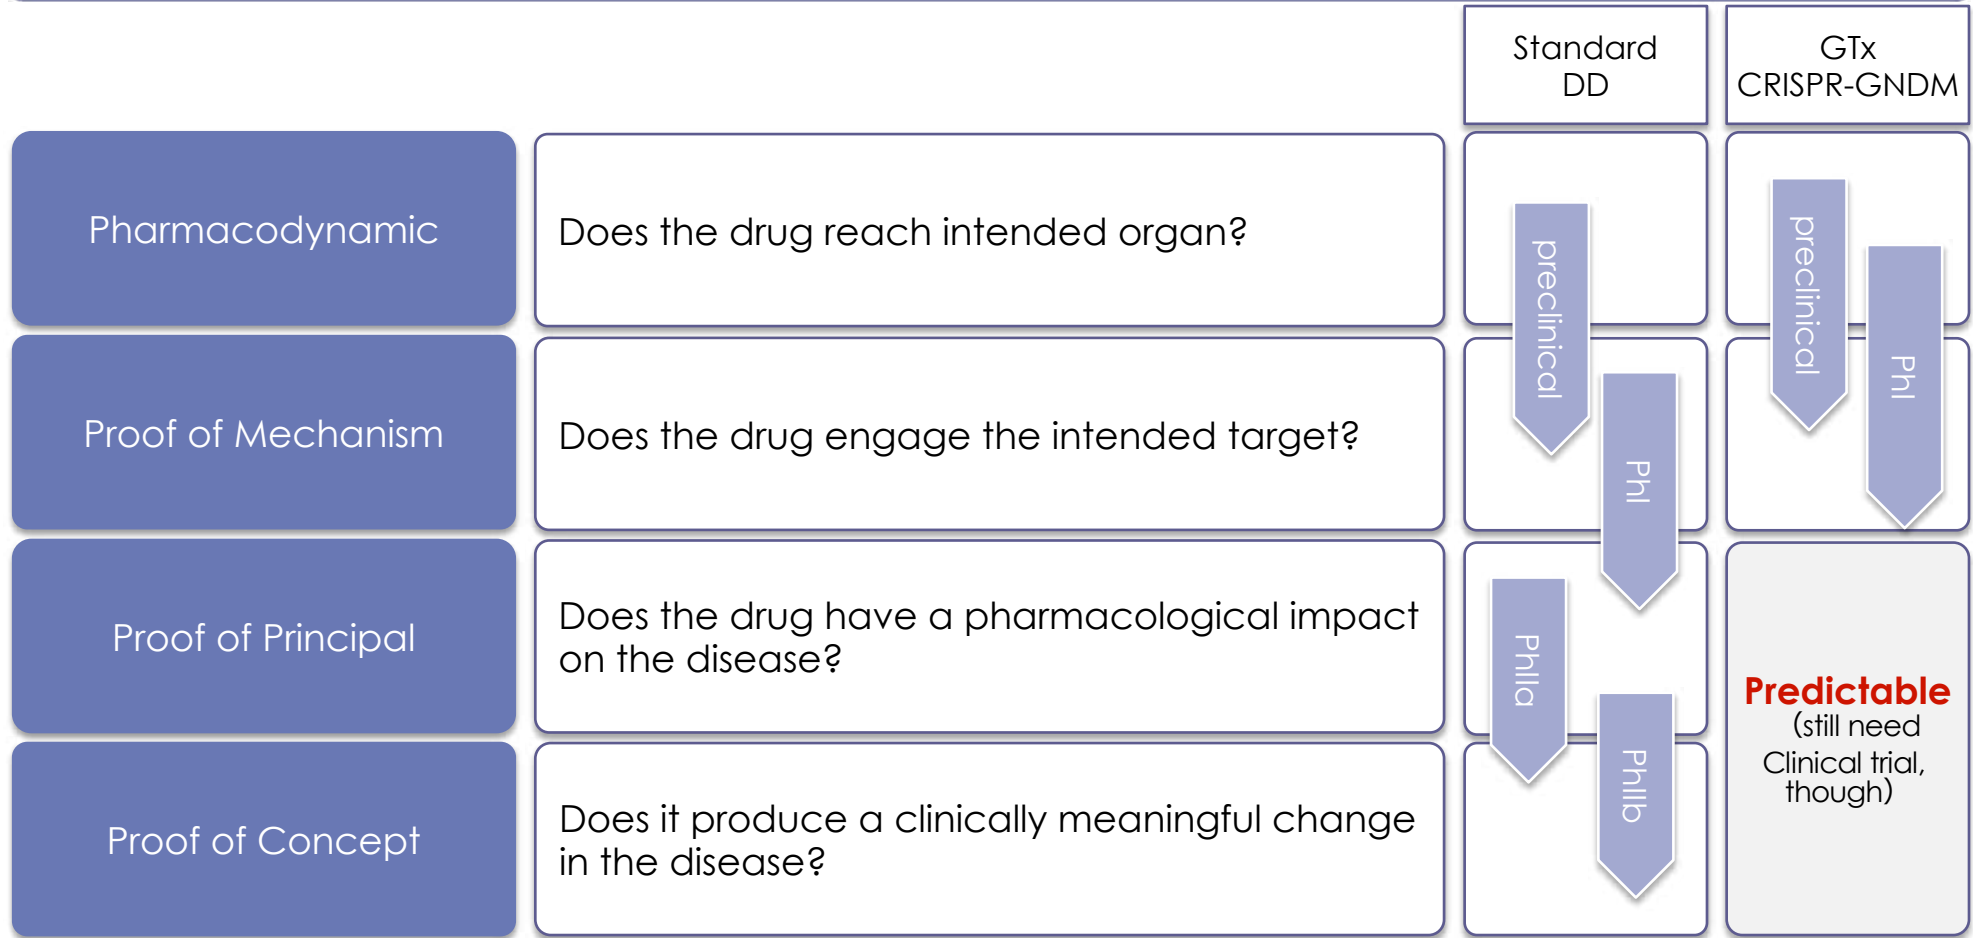 Standard
DD
GTx
CRISPR-GNDM
Pharmacodynamic
Does the drug reach intended organ?
preclinical
preclinical
PhI
Proof of Mechanism
Does the drug engage the intended target?
PhI
Proof of Principal
Does the drug have a pharmacological impact
on the disease?
PhIIa
Predictable
(still need
Clinical trial,
though)
Proof of Concept
Does it produce a clinically meaningful change
in the disease?
PhIIb